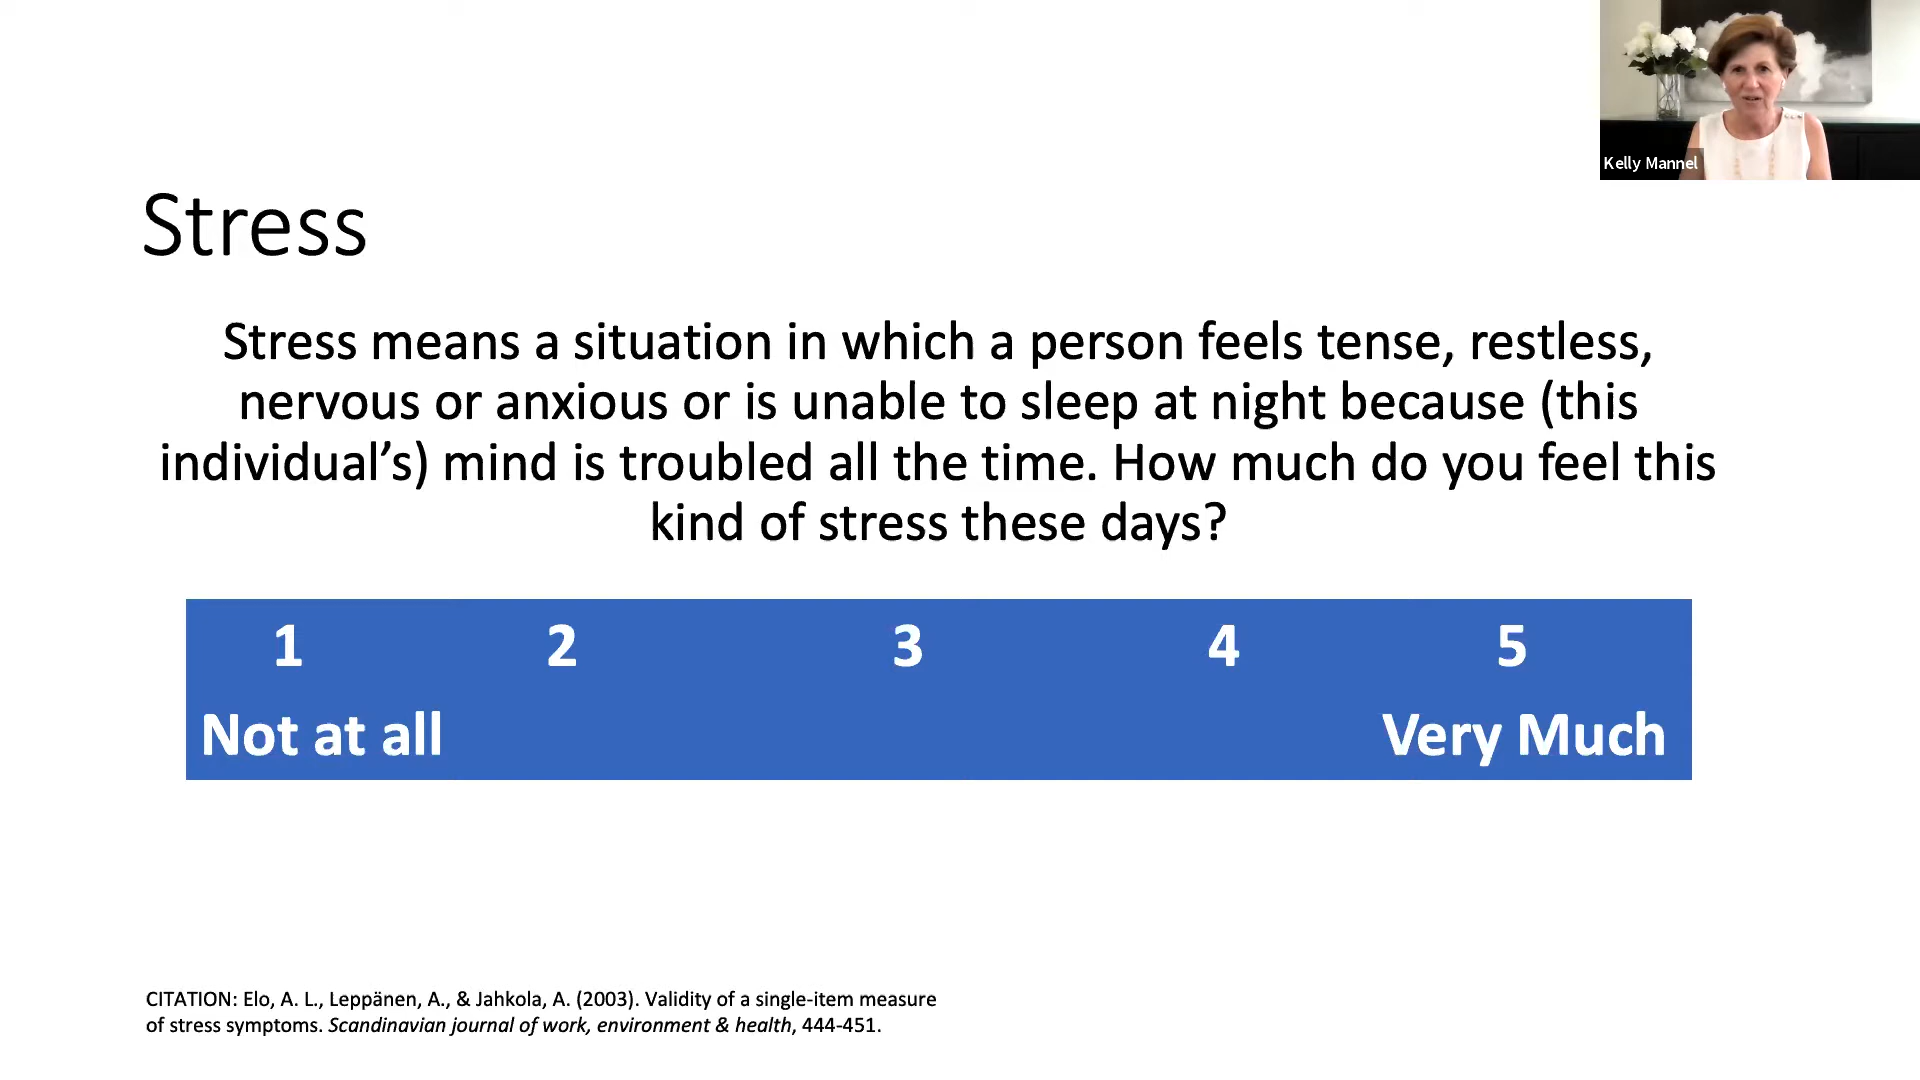 Kelly Mannel
Stress
Stress means a situation in which a person feels tense, restless,
nervous or anxious or is unable to sleep at night because (this
individual’s) mind is troubled all the time. How much do you feel this
kind of stress these days?
1 2 3 4 5
Not at all Very Much
CITATION: Elo, A. L., Leppänen, A., & Jahkola, A. (2003). Validity of a single-item measure
of stress symptoms. Scandinavian journal of work, environment & health, 444-451.